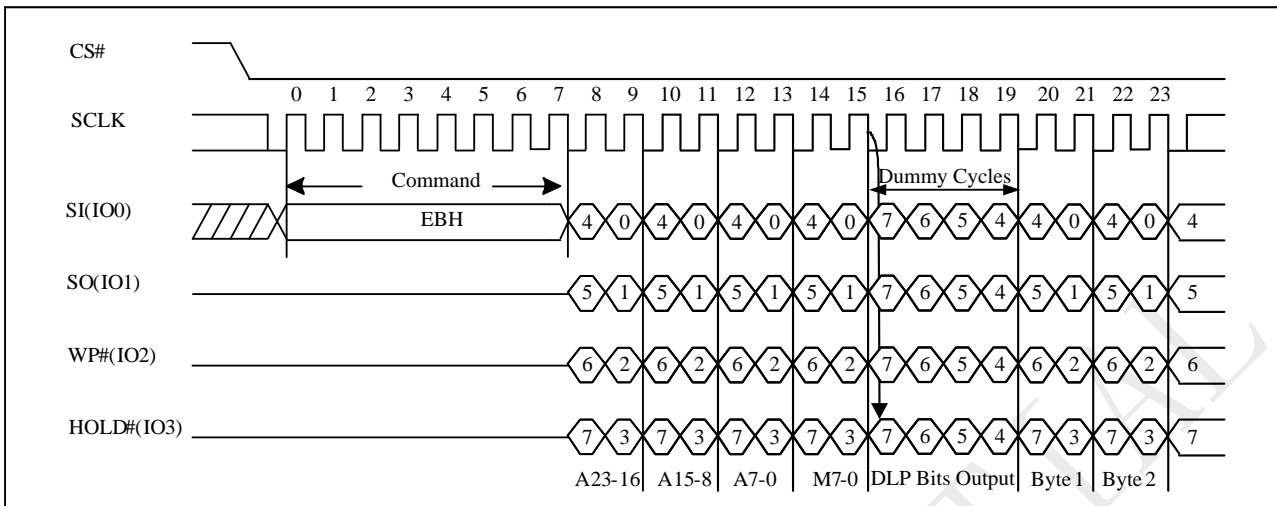 CS#
0 1 2 3 4 5 6 7 8 9 10 11 12 13 14 15 16 17 18 19 20 21 22 23
SCLK
Command
Dummy Cycles
SI(IO0)
EBH
4 0 4 0 4 0 4 0 7 6 5 4 4 0 4 0 4
SO(IO1)
5 1 5 1 5 1 5 1 7 6 5 4 5 1 5 1 5
WP#(IO2)
6 2 6 2 6 2 6 2 7 6 5 4 6 2 6 2 6
HOLD#(IO3)
7 3 7 3 7 3 7 3 7 6 5 4 7 3 7 3 7
A23-16 A15-8 A7-0 M7-0 DLP Bits Output Byte 1 Byte 2